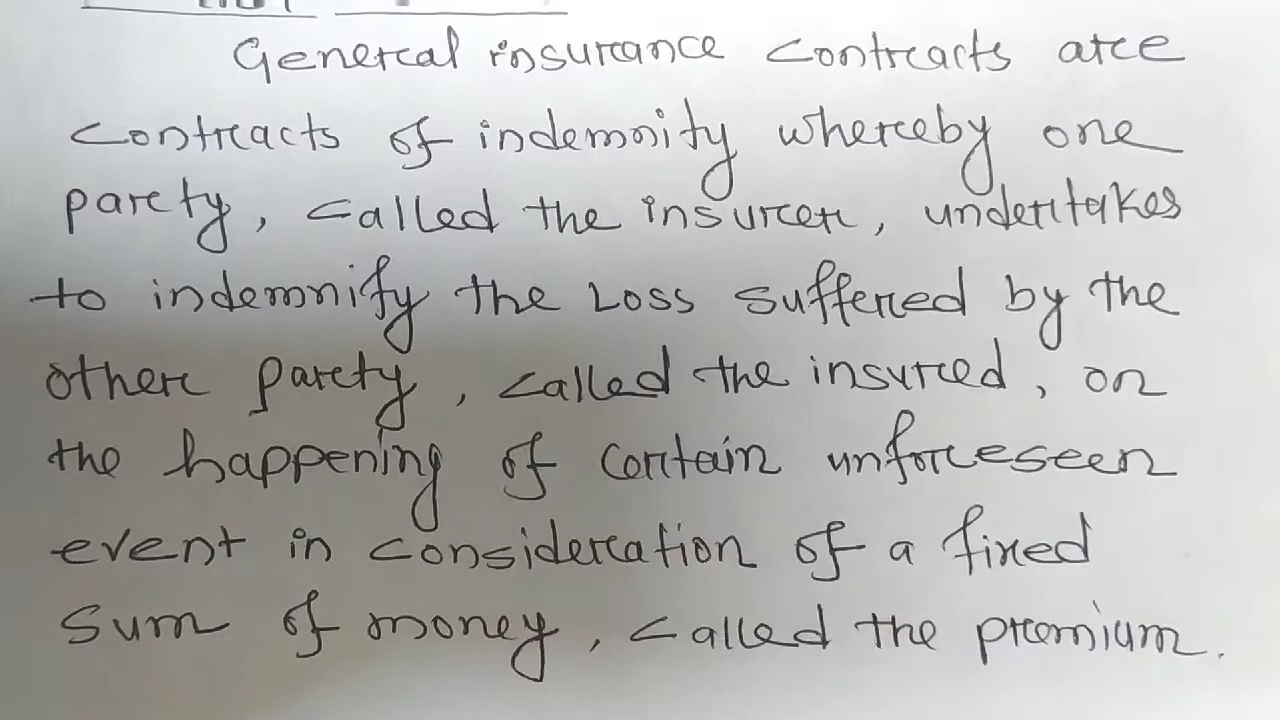 General insurance contracts are
contracts of indemnity whereby one
party, called the insurer, undertakes
to indemnify the Loss suffered by the
other party, called the insured, on
the happening of certain unforeseen
event in consideration of a fixed
sum of money, called the premium.